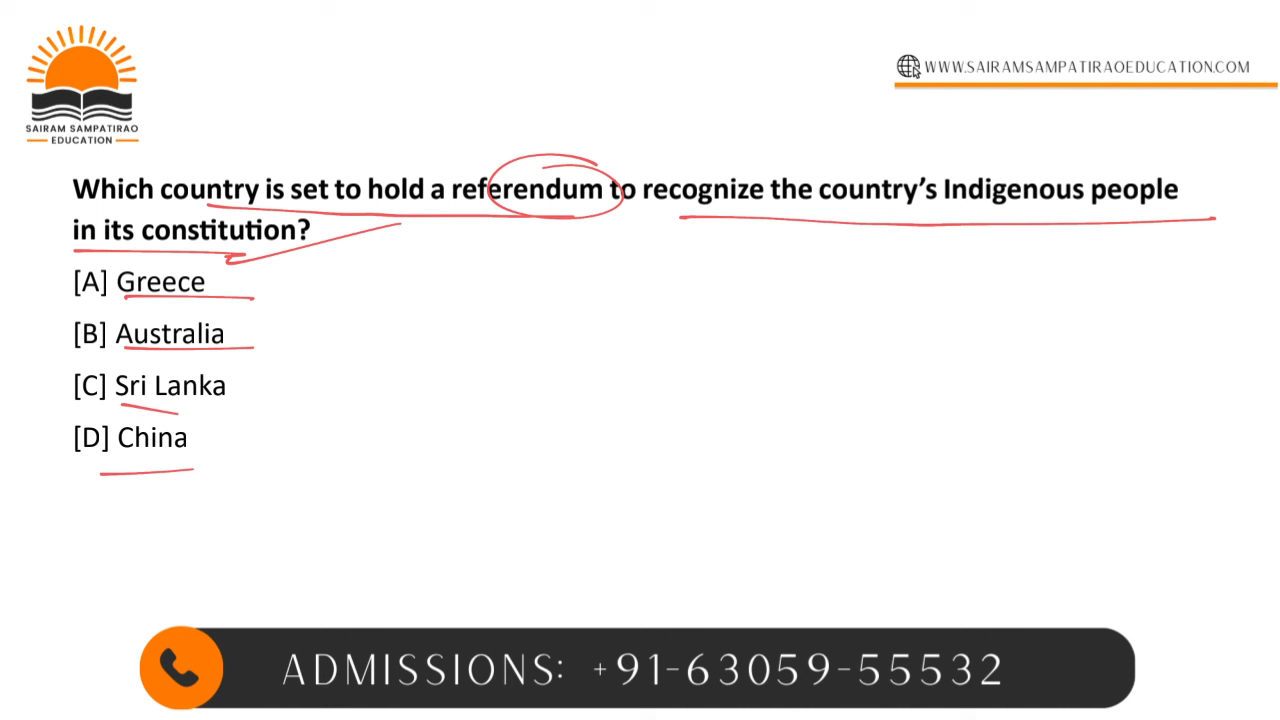 SAIRAM SAMPATIRAO
EDUCATION
WWW.SAIRAMSAMPATIRAOEDUCATION.COM
Which country is set to hold a referendum to recognize the country's Indigenous people
in its constitution?
[A] Greece
[B] Australia
[C] Sri Lanka
[D] China
ADMISSIONS: +91-63059-55532